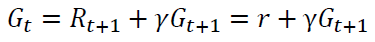 G_t = R_{t+1} + γG_{t+1} = r + γG_{t+1}